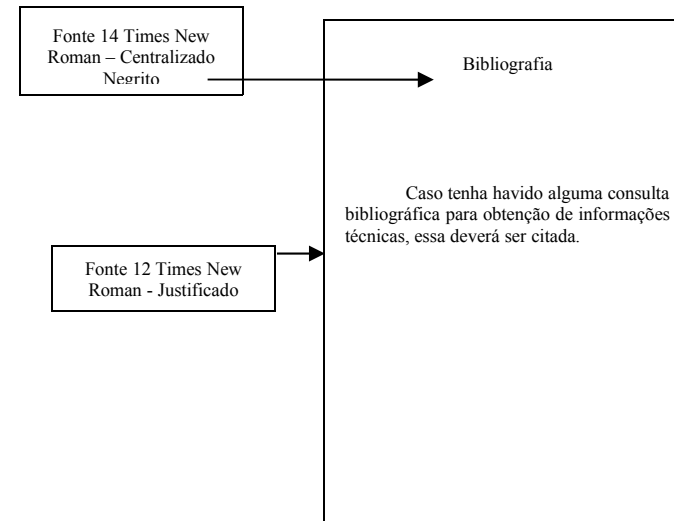 Fonte 14 Times New
Roman – Centralizado
Negrito
Bibliografia
Caso tenha havido alguma consulta
bibliográfica para obtenção de informações
técnicas, essa deverá ser citada.
Fonte 12 Times New
Roman - Justificado